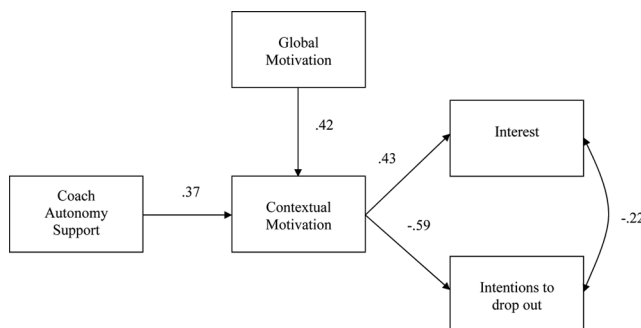 Global
Motivation
.42
Interest
.43
Coach
Autonomy
Support
.37
Contextual
Motivation
-.59
-.22
Intentions to
drop out